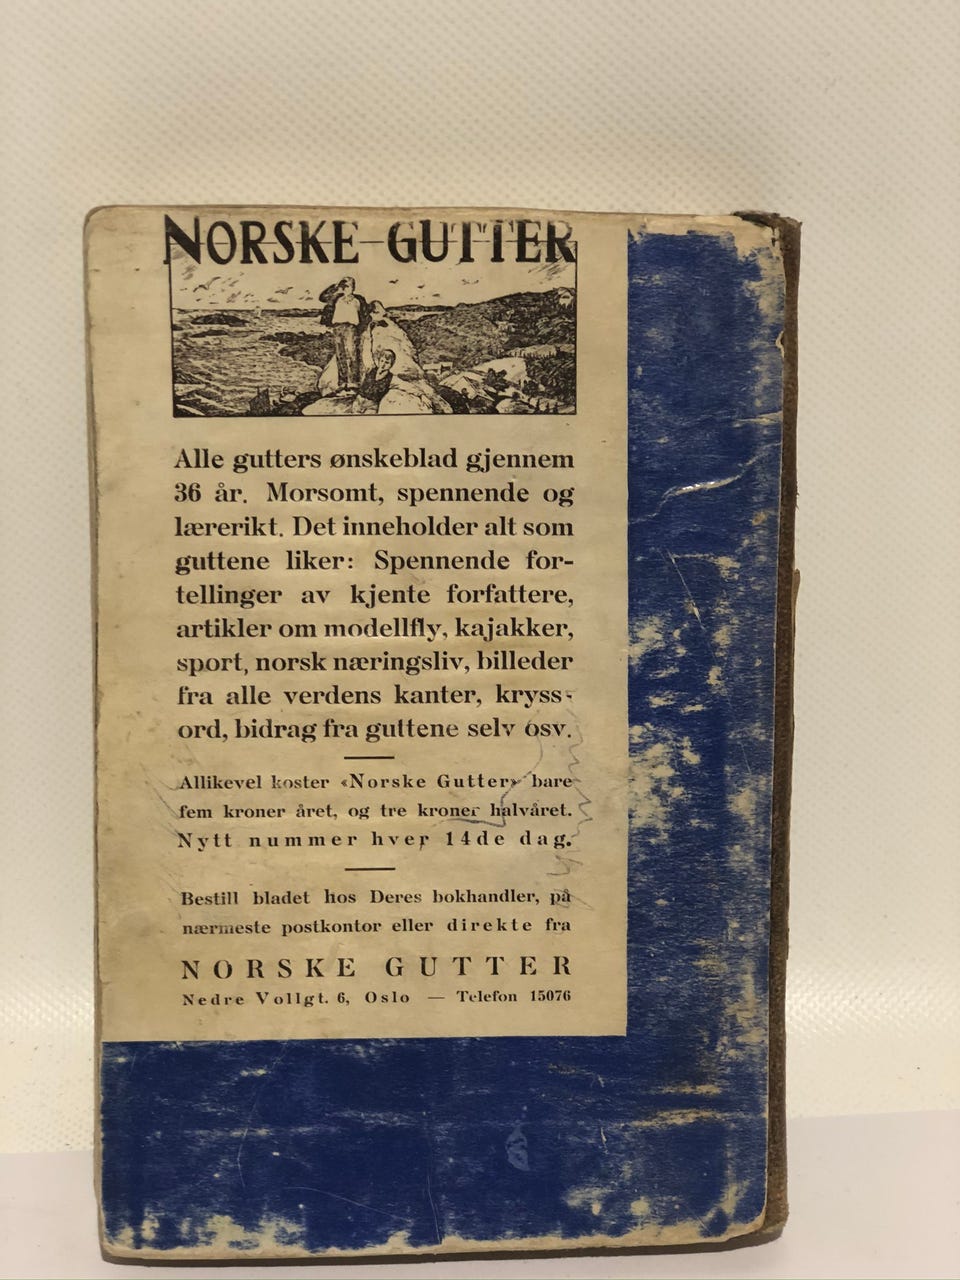 NORSKE GUTTER
Alle gutters ønskeblad gjennem
36 år. Morsomt, spennende og
lærerikt. Det inneholder alt som
guttene liker: Spennende for-
tellinger av kjente forfattere,
artikler om modellfly, kajakker,
sport, norsk næringsliv, billeder
fra alle verdens kanter, kryss-
ord, bidrag fra guttene selv osv.
Allikevel koster «Norske Gutter» bare
fem kroner året, og tre kroner halvåret.
Nytt nummer hver 14de dag.
Bestill bladet hos Deres bokhandler, på
nærmeste postkontor eller direkte fra
NORSKE GUTTER
Nedre Vollgt. 6, Oslo — Telefon 15076